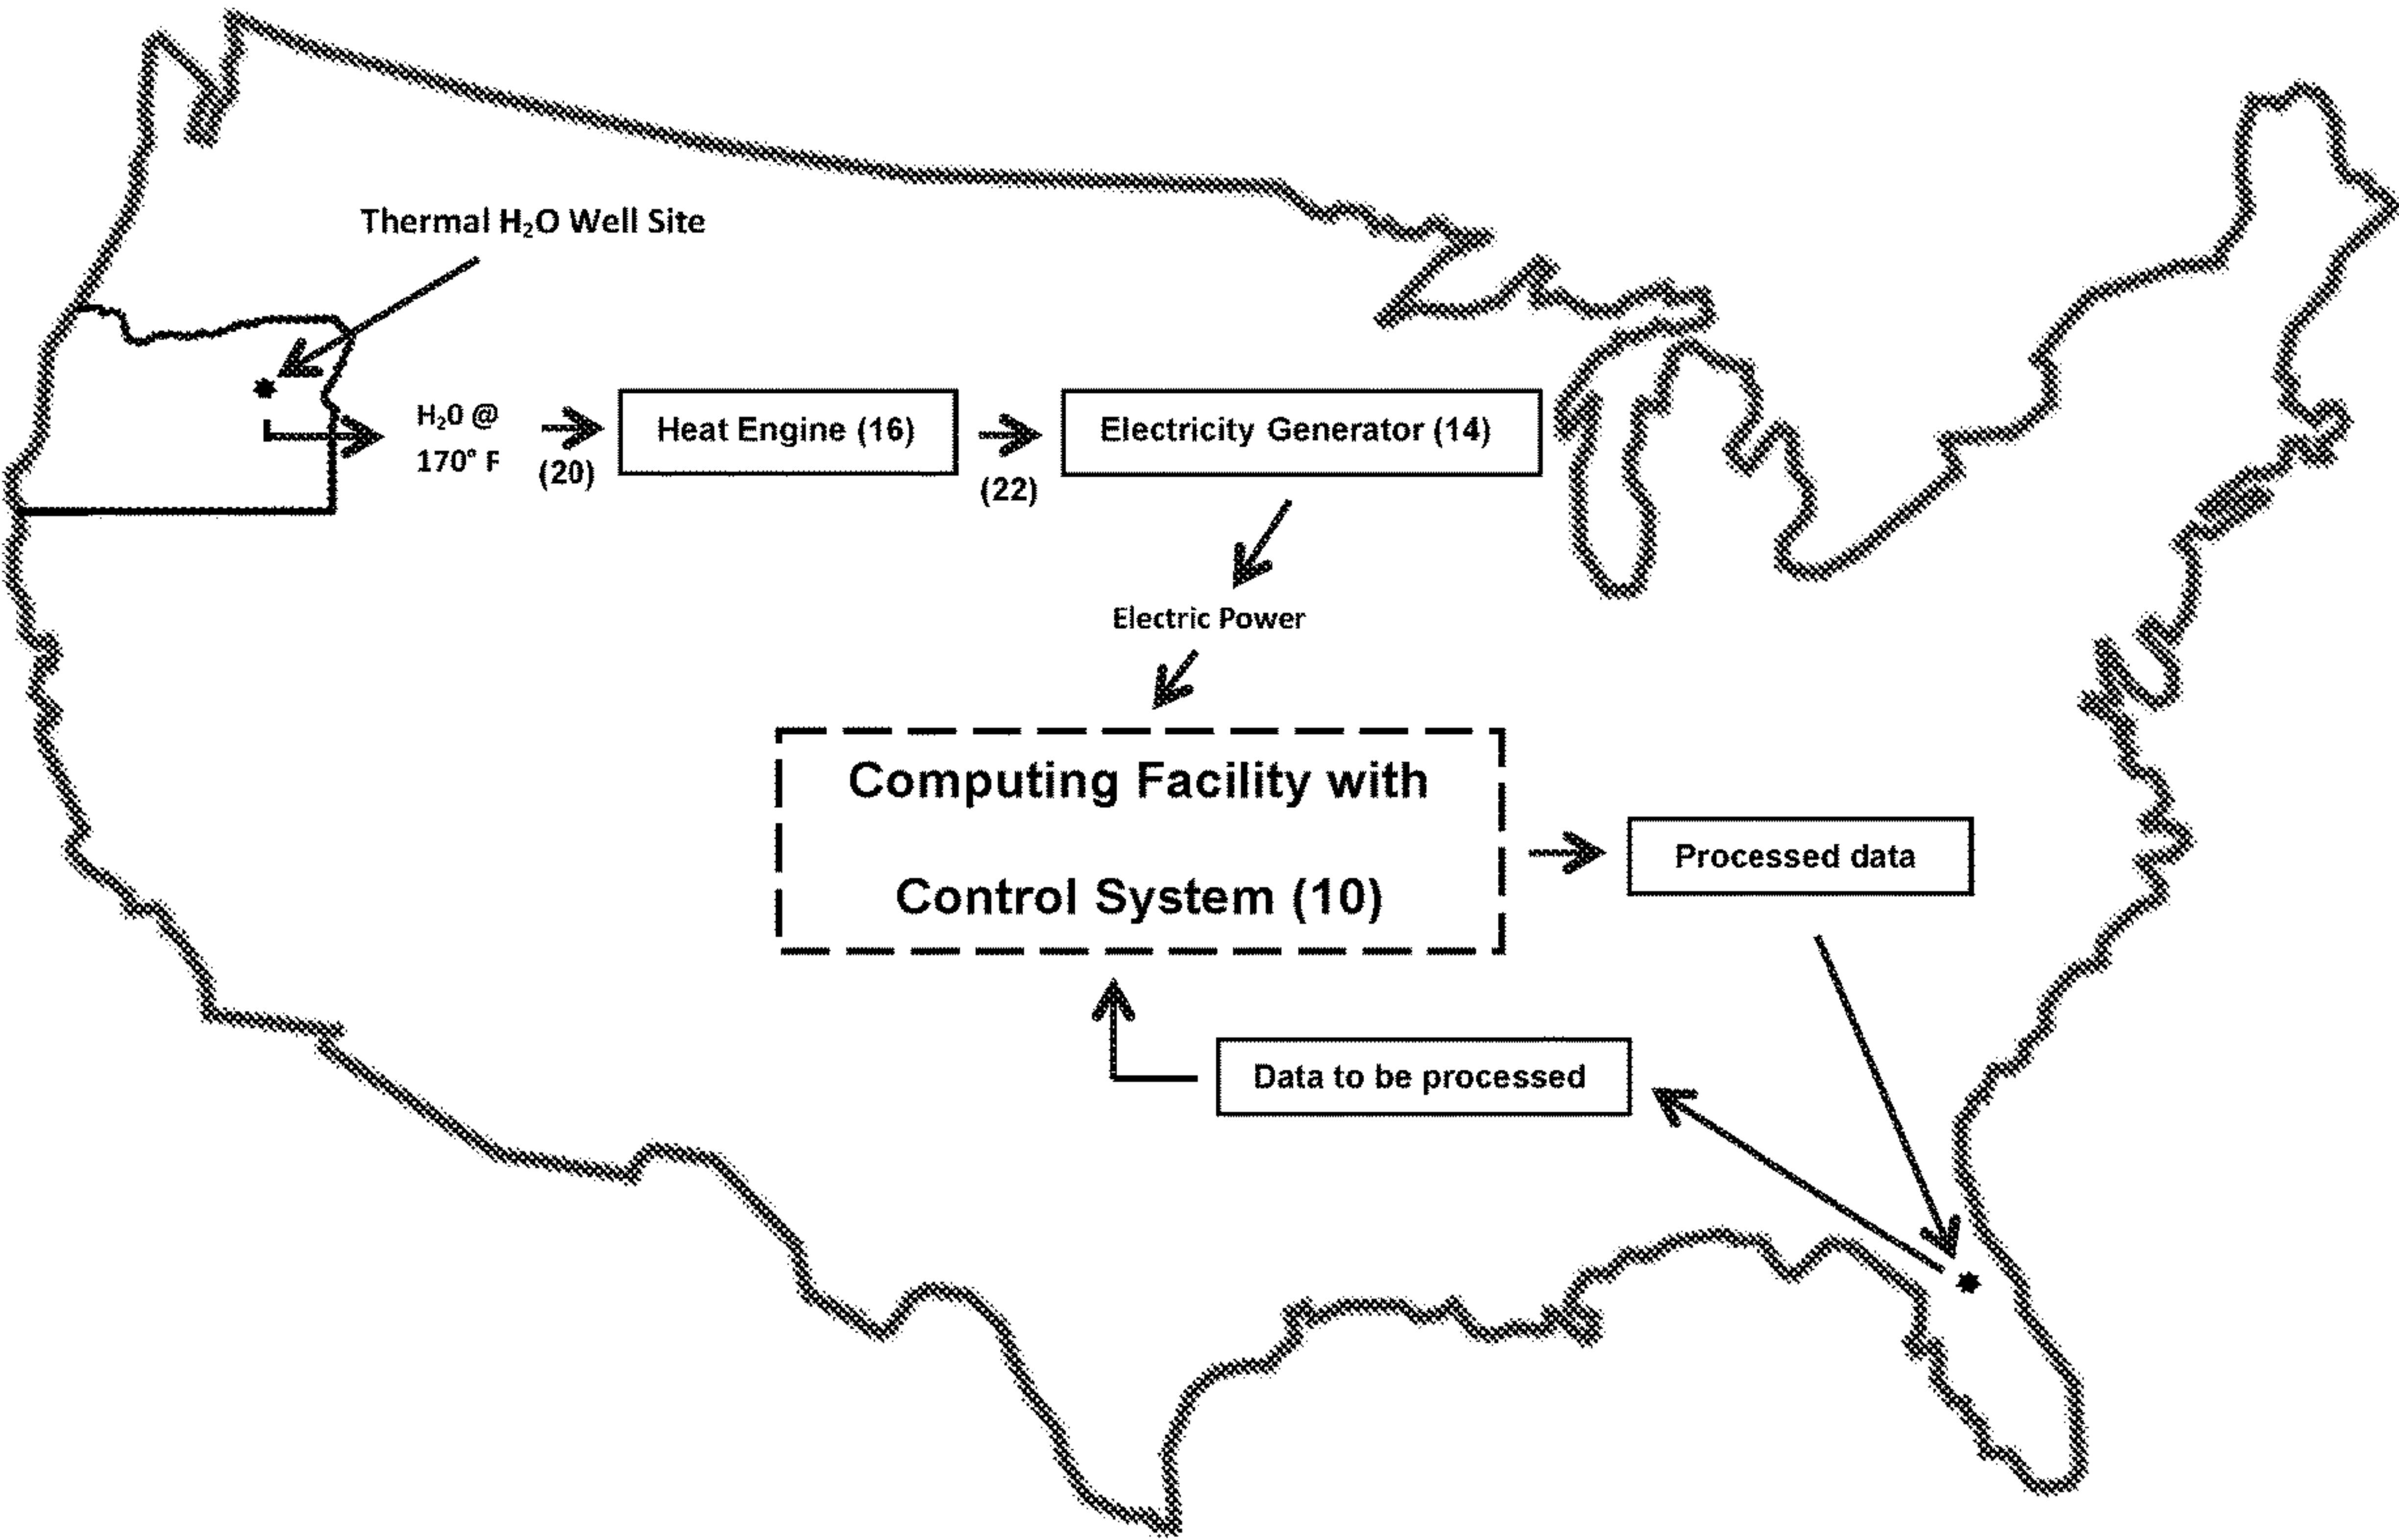 Thermal H₂O Well Site
H₂0 @
170° F
(20)
Heat Engine (16)
(22)
Electricity Generator (14)
Electric Power
Computing Facility with
Control System (10)
Processed data
Data to be processed